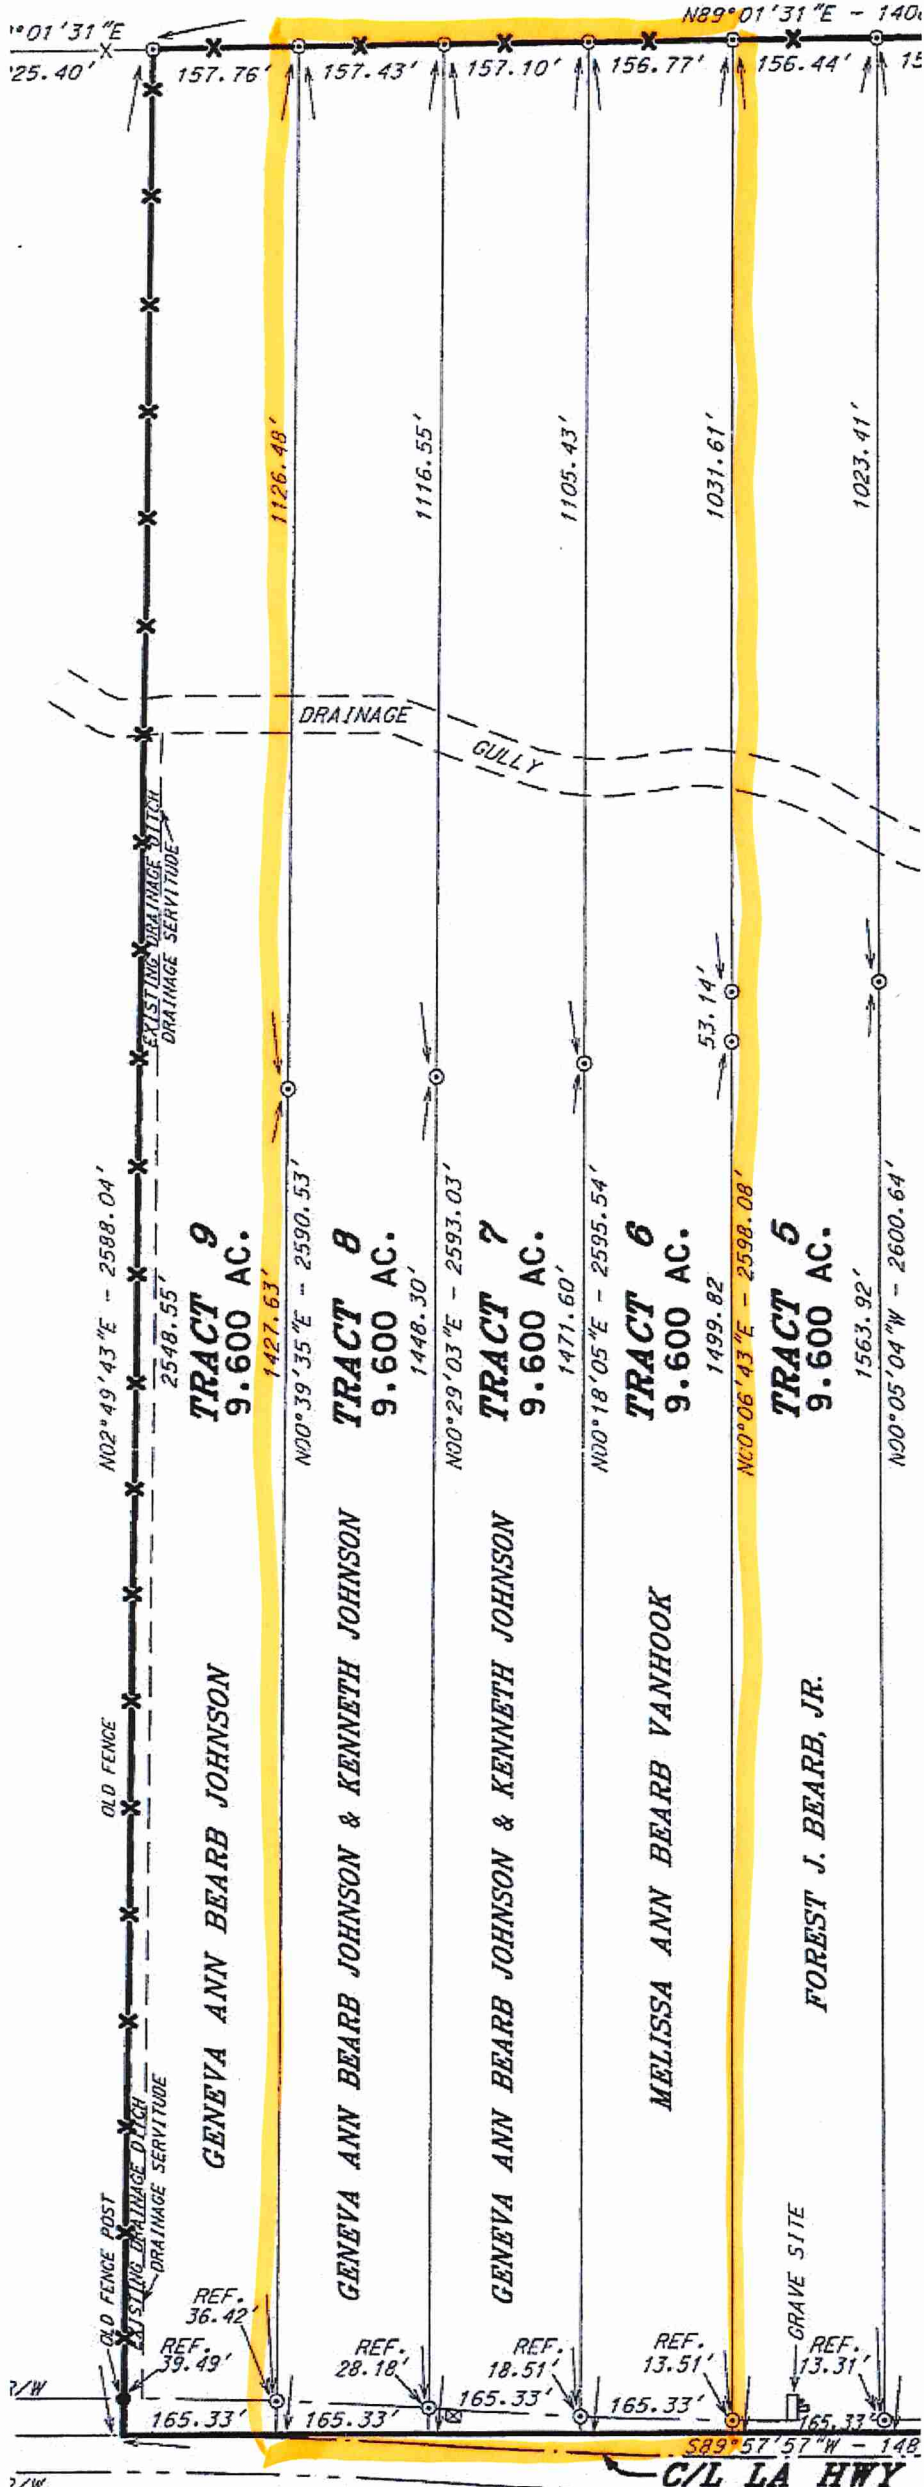 °01'31"E
N89°01'31"E - 140
25.40'
157.76'
157.43'
157.10'
156.77'
156.44'
15
1126.48'
1116.55'
1105.43'
1031.61'
1023.41'
DRAINAGE
GULLY
EXISTING DRAINAGE DITCH
DRAINAGE SERVITUDE
53.14'
N02°49'43"E - 2588.04'
2548.55'
TRACT 9
9.600 AC.
1427.63'
N00°39'35"E - 2590.53'
TRACT 8
9.600 AC.
1448.30'
N00°29'03"E - 2593.03'
TRACT 7
9.600 AC.
1471.60'
N00°18'05"E - 2595.54'
TRACT 6
9.600 AC.
1499.82
N00°06'43"E - 2598.08'
TRACT 5
9.600 AC.
1563.92'
N00°05'04"W - 2600.64'
OLD FENCE
GENEVA ANN BEARB JOHNSON
GENEVA ANN BEARB JOHNSON & KENNETH JOHNSON
GENEVA ANN BEARB JOHNSON & KENNETH JOHNSON
MELISSA ANN BEARB VANHOOK
FOREST J. BEARB, JR.
OLD FENCE POST
EXISTING DRAINAGE DITCH
DRAINAGE SERVITUDE
GRAVE SITE
REF.
36.42'
REF.
39.49'
REF.
28.18'
REF.
18.51'
REF.
13.51'
REF.
13.31'
R/W
165.33'
165.33'
165.33'
165.33'
165.33'
S89°57'57"W - 148
C/L LA HWY
R/W